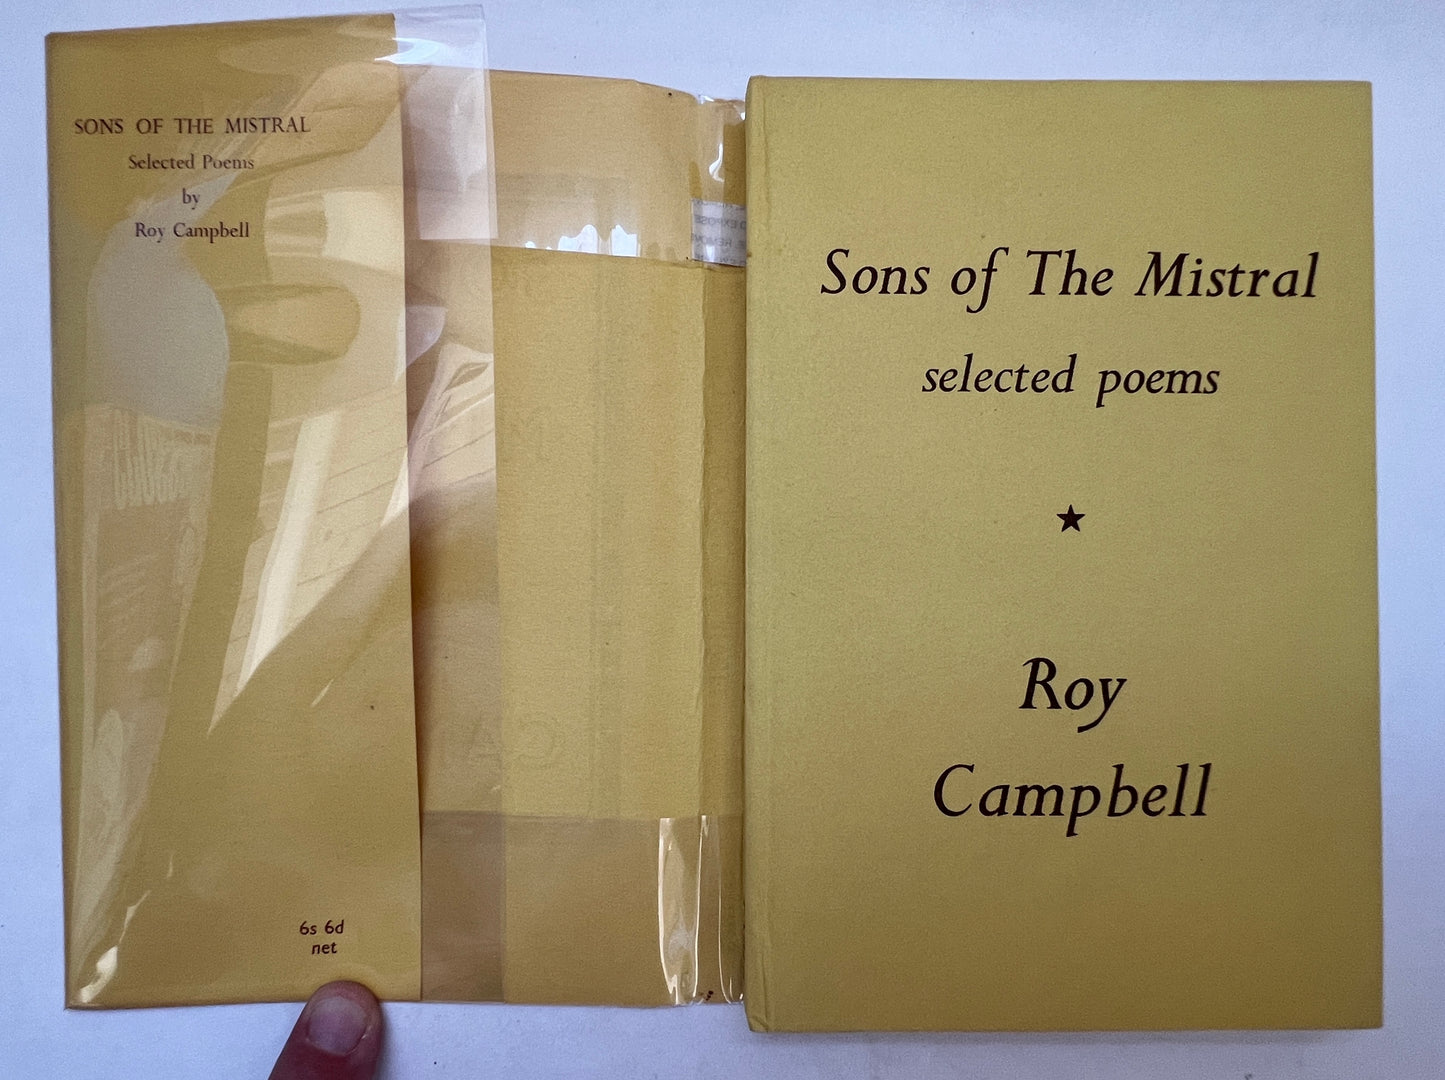 SONS OF THE MISTRAL
Selected Poems
by
Roy Campbell
6s 6d
net
Sons of The Mistral
selected poems
Roy
Campbell